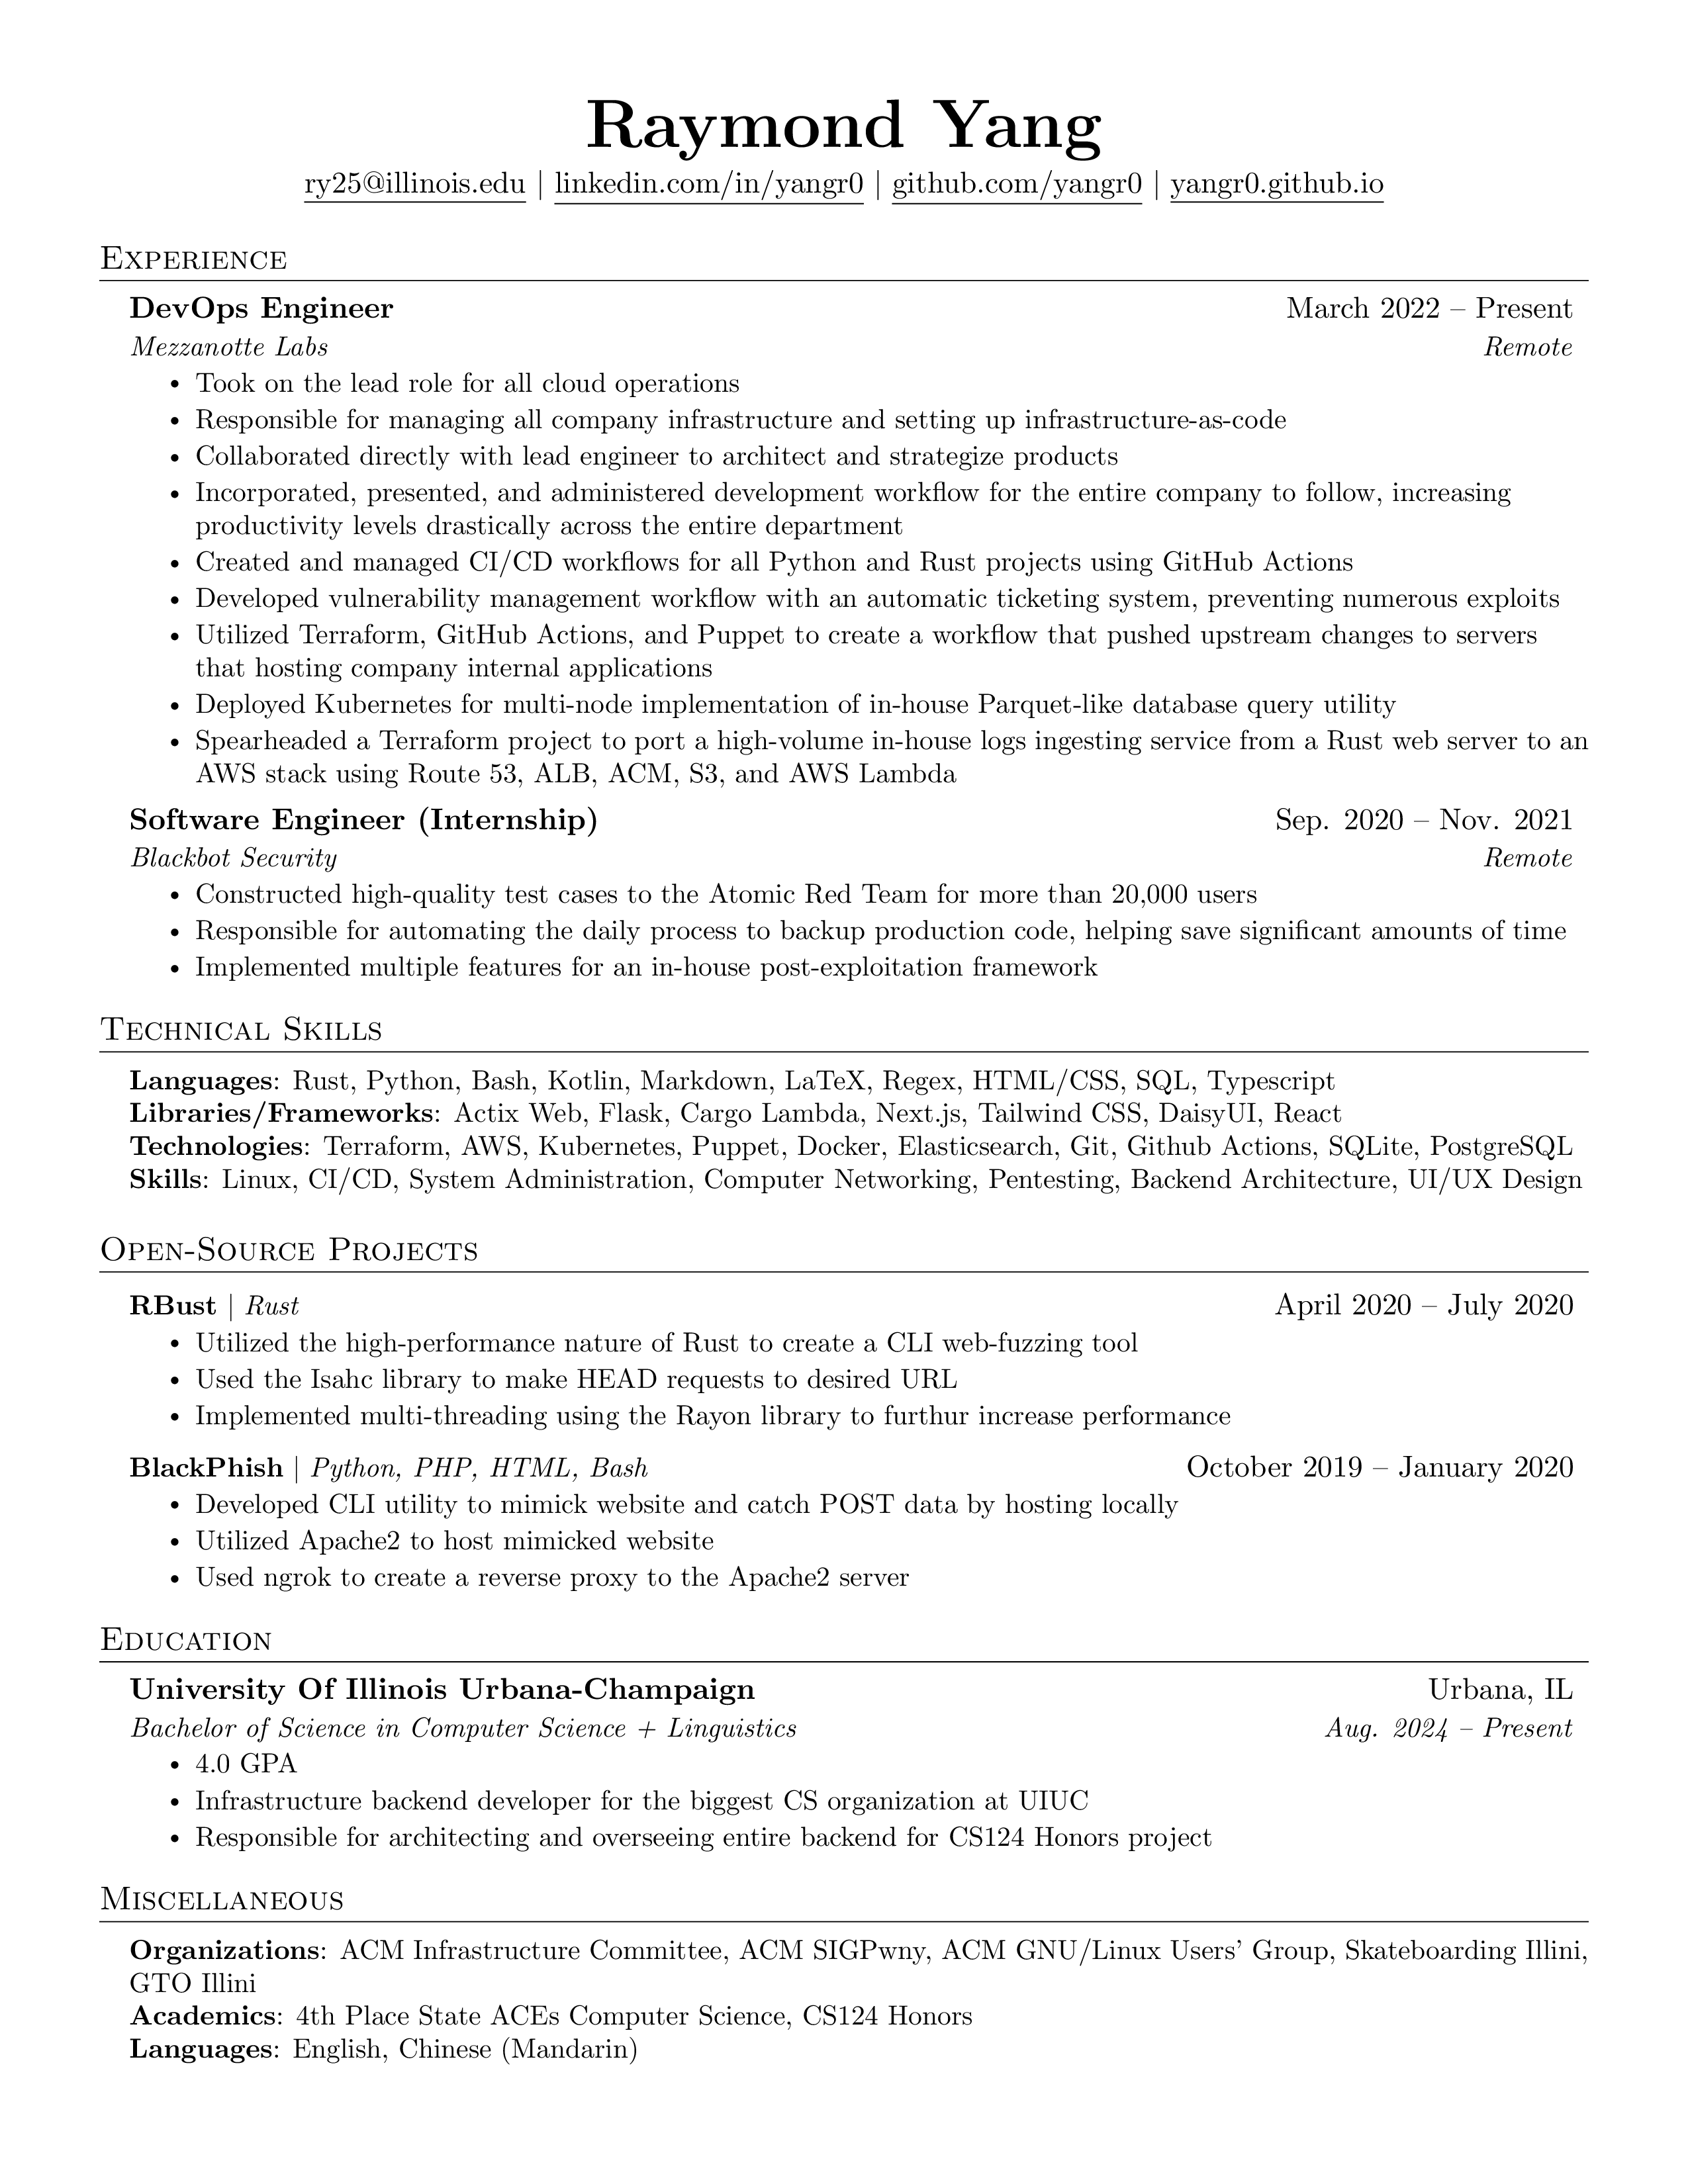 Raymond Yang
ry25@illinois.edu | linkedin.com/in/yangr0 | github.com/yangr0 | yangr0.github.io
Experience
DevOps Engineer March 2022 – Present
Mezzanotte Labs Remote
• Took on the lead role for all cloud operations
• Responsible for managing all company infrastructure and setting up infrastructure-as-code
• Collaborated directly with lead engineer to architect and strategize products
• Incorporated, presented, and administered development workflow for the entire company to follow, increasing
productivity levels drastically across the entire department
• Created and managed CI/CD workflows for all Python and Rust projects using GitHub Actions
• Developed vulnerability management workflow with an automatic ticketing system, preventing numerous exploits
• Utilized Terraform, GitHub Actions, and Puppet to create a workflow that pushed upstream changes to servers
that hosting company internal applications
• Deployed Kubernetes for multi-node implementation of in-house Parquet-like database query utility
• Spearheaded a Terraform project to port a high-volume in-house logs ingesting service from a Rust web server to an
AWS stack using Route 53, ALB, ACM, S3, and AWS Lambda
Software Engineer (Internship) Sep. 2020 – Nov. 2021
Blackbot Security Remote
• Constructed high-quality test cases to the Atomic Red Team for more than 20,000 users
• Responsible for automating the daily process to backup production code, helping save significant amounts of time
• Implemented multiple features for an in-house post-exploitation framework
Technical Skills
Languages: Rust, Python, Bash, Kotlin, Markdown, LaTeX, Regex, HTML/CSS, SQL, Typescript
Libraries/Frameworks: Actix Web, Flask, Cargo Lambda, Next.js, Tailwind CSS, DaisyUI, React
Technologies: Terraform, AWS, Kubernetes, Puppet, Docker, Elasticsearch, Git, Github Actions, SQLite, PostgreSQL
Skills: Linux, CI/CD, System Administration, Computer Networking, Pentesting, Backend Architecture, UI/UX Design
Open-Source Projects
RBust | Rust April 2020 – July 2020
• Utilized the high-performance nature of Rust to create a CLI web-fuzzing tool
• Used the Isahc library to make HEAD requests to desired URL
• Implemented multi-threading using the Rayon library to furthur increase performance
BlackPhish | Python, PHP, HTML, Bash October 2019 – January 2020
• Developed CLI utility to mimick website and catch POST data by hosting locally
• Utilized Apache2 to host mimicked website
• Used ngrok to create a reverse proxy to the Apache2 server
Education
University Of Illinois Urbana-Champaign Urbana, IL
Bachelor of Science in Computer Science + Linguistics Aug. 2024 – Present
• 4.0 GPA
• Infrastructure backend developer for the biggest CS organization at UIUC
• Responsible for architecting and overseeing entire backend for CS124 Honors project
Miscellaneous
Organizations: ACM Infrastructure Committee, ACM SIGPwny, ACM GNU/Linux Users' Group, Skateboarding Illini,
GTO Illini
Academics: 4th Place State ACEs Computer Science, CS124 Honors
Languages: English, Chinese (Mandarin)